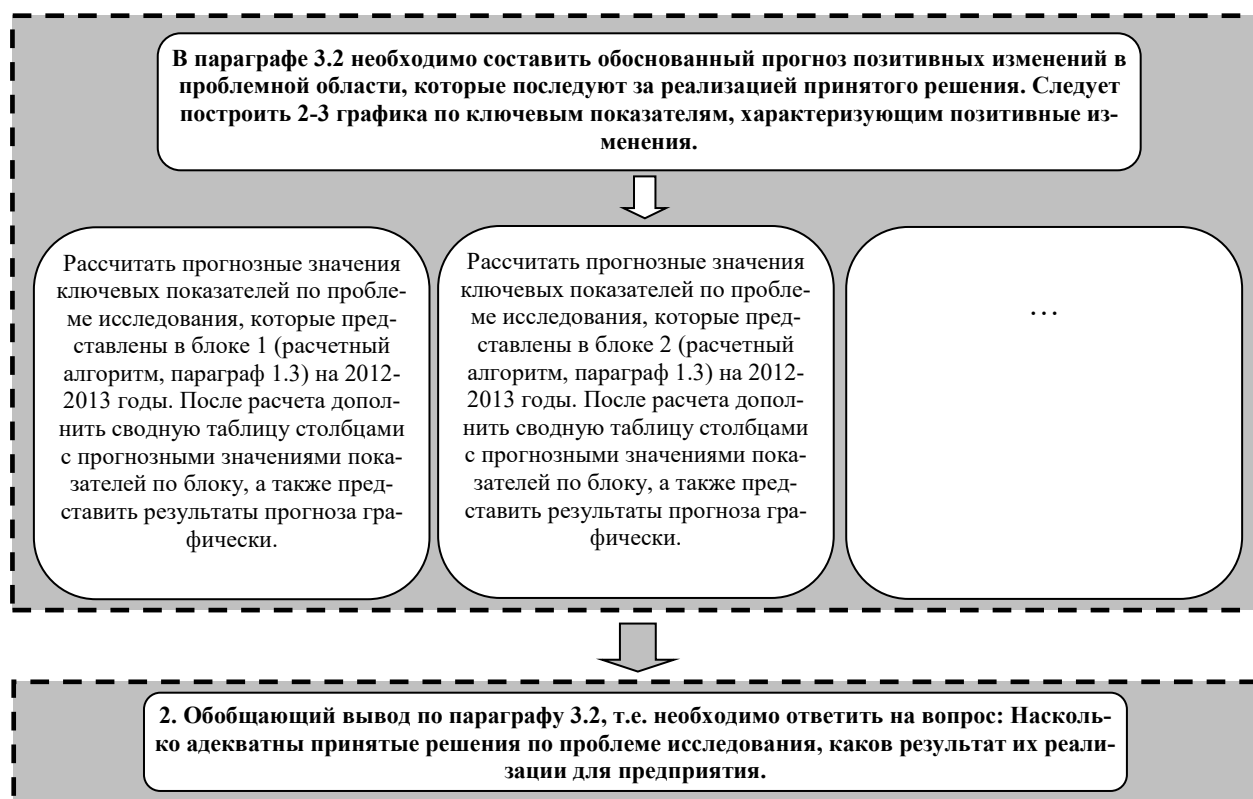 В параграфе 3.2 необходимо составить обоснованный прогноз позитивных изменений в
проблемной области, которые последуют за реализацией принятого решения. Следует
построить 2-3 графика по ключевым показателям, характеризующим позитивные из-
менения.
Рассчитать прогнозные значения
ключевых показателей по пробле-
ме исследования, которые пред-
ставлены в блоке 1 (расчетный
алгоритм, параграф 1.3) на 2012-
2013 годы. После расчета допол-
нить сводную таблицу столбцами
с прогнозными значениями пока-
зателей по блоку, а также пред-
ставить результаты прогноза гра-
фически.
Рассчитать прогнозные значения
ключевых показателей по пробле-
ме исследования, которые пред-
ставлены в блоке 2 (расчетный
алгоритм, параграф 1.3) на 2012-
2013 годы. После расчета допол-
нить сводную таблицу столбцами
с прогнозными значениями пока-
зателей по блоку, а также пред-
ставить результаты прогноза гра-
фически.
…
2. Обобщающий вывод по параграфу 3.2, т.е. необходимо ответить на вопрос: Насколь-
ко адекватны принятые решения по проблеме исследования, каков результат их реали-
зации для предприятия.